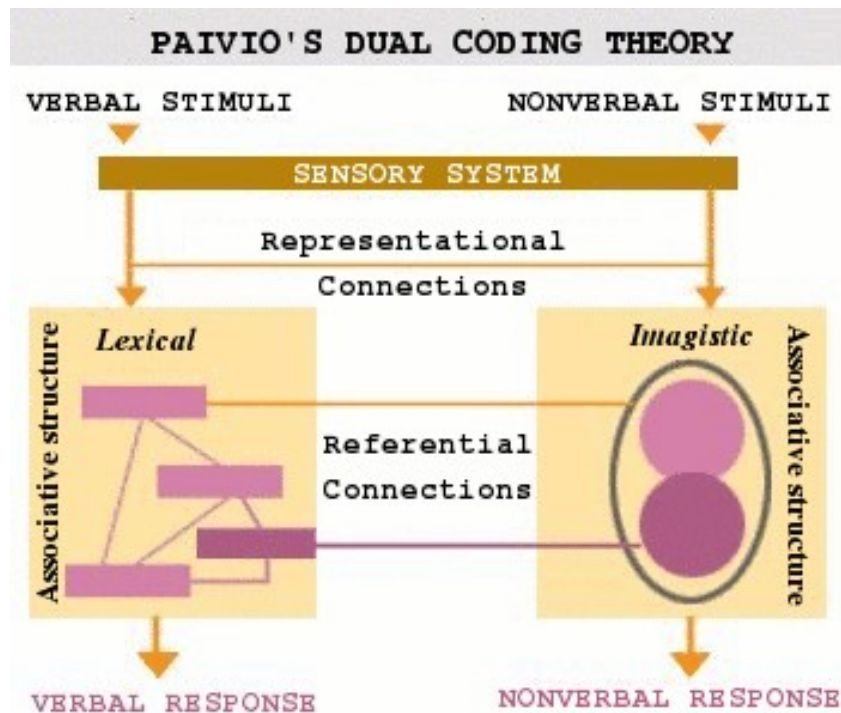 PAIVIO'S DUAL CODING THEORY
VERBAL STIMULI
NONVERBAL STIMULI
SENSORY SYSTEM
Representational
Connections
Associative structure
Lexical
Imagistic
Associative structure
Referential
Connections
VERBAL RESPONSE
NONVERBAL RESPONSE